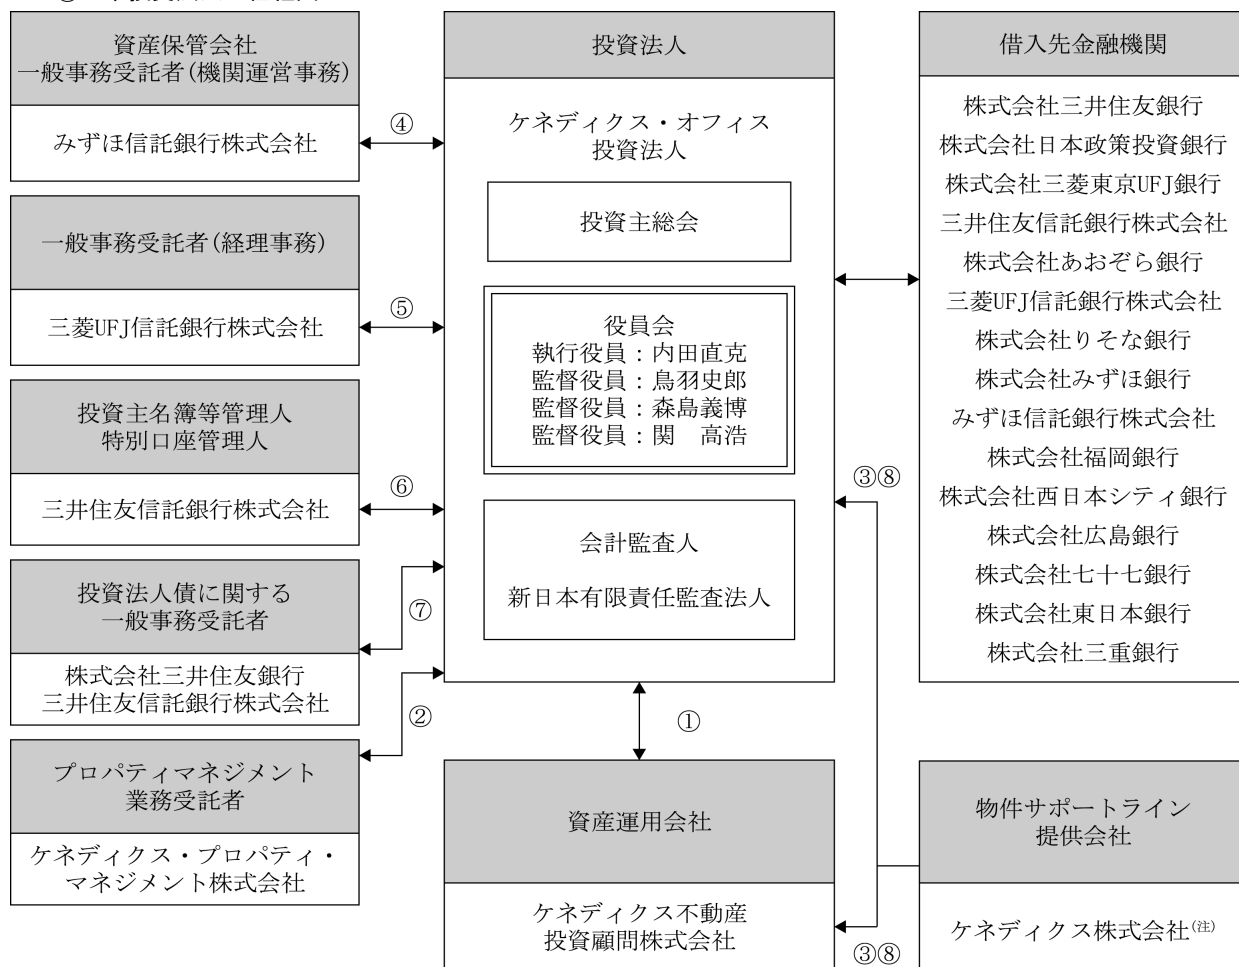 資産保管会社
一般事務受託者(機関運営事務)
みずほ信託銀行株式会社
④
一般事務受託者(経理事務)
三菱UFJ信託銀行株式会社
⑤
投資主名簿等管理人
特別口座管理人
三井住友信託銀行株式会社
⑥
投資法人債に関する
一般事務受託者
株式会社三井住友銀行
三井住友信託銀行株式会社
⑦
プロパティマネジメント
業務受託者
ケネディクス・プロパティ・
マネジメント株式会社
②
投資法人
ケネディクス・オフィス
投資法人
投資主総会
役員会
執行役員：内田直克
監督役員：鳥羽史郎
監督役員：森島義博
監督役員：関　高浩
会計監査人
新日本有限責任監査法人
①
資産運用会社
ケネディクス不動産
投資顧問株式会社
借入先金融機関
株式会社三井住友銀行
株式会社日本政策投資銀行
株式会社三菱東京UFJ銀行
三井住友信託銀行株式会社
株式会社あおぞら銀行
三菱UFJ信託銀行株式会社
株式会社りそな銀行
株式会社みずほ銀行
みずほ信託銀行株式会社
株式会社福岡銀行
株式会社西日本シティ銀行
株式会社広島銀行
株式会社七十七銀行
株式会社東日本銀行
株式会社三重銀行
③⑧
物件サポートライン
提供会社
ケネディクス株式会社(注)
③⑧